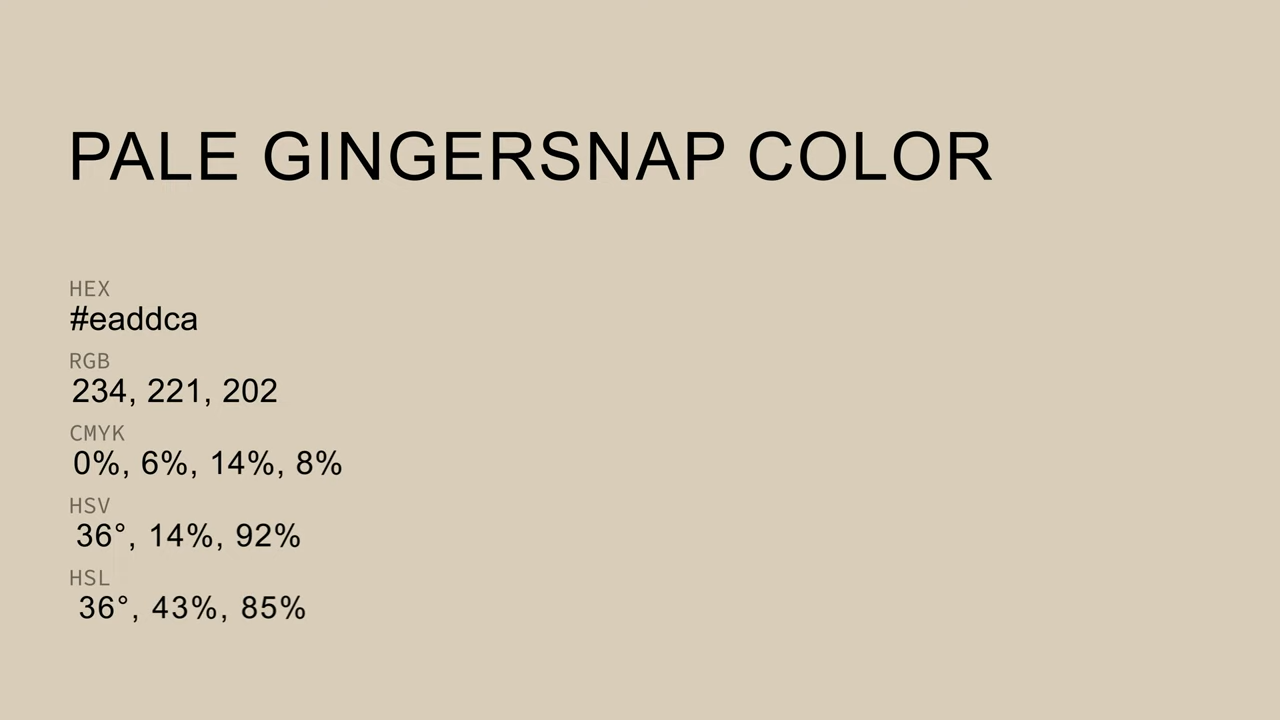 PALE GINGERSNAP COLOR
HEX
#eaddca
RGB
234, 221, 202
CMYK
0%, 6%, 14%, 8%
HSV
36°, 14%, 92%
HSL
36°, 43%, 85%